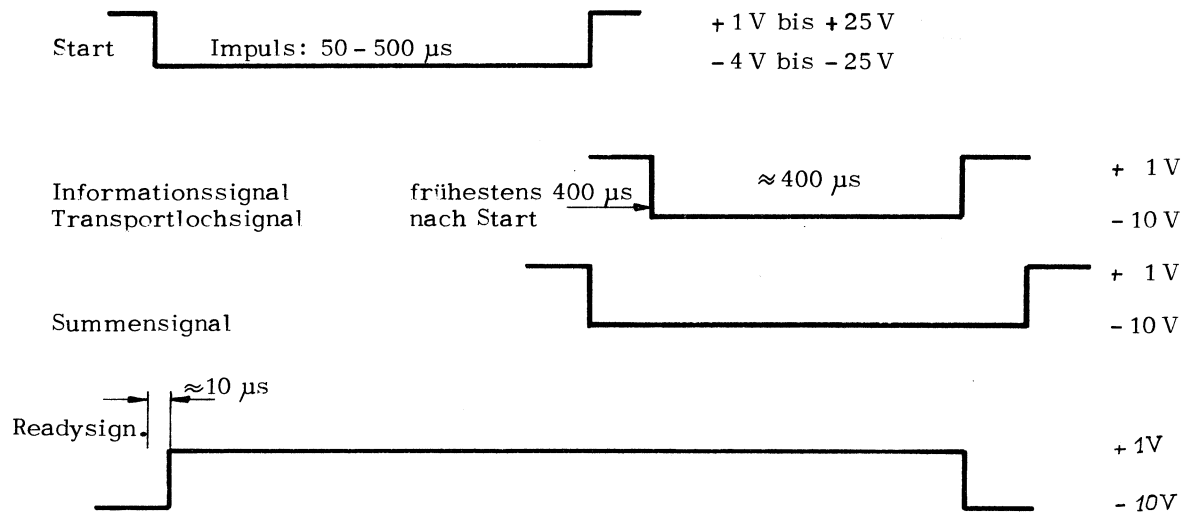 + 1 V bis + 25 V
Start Impuls: 50 – 500 µs
– 4 V bis – 25 V
≈ 400 µs
+ 1 V
Informationssignal frühestens 400 µs
Transportlochsignal nach Start
– 10 V
+ 1 V
Summensignal
– 10 V
≈10 µs
Readysign.
+ 1V
– 10V